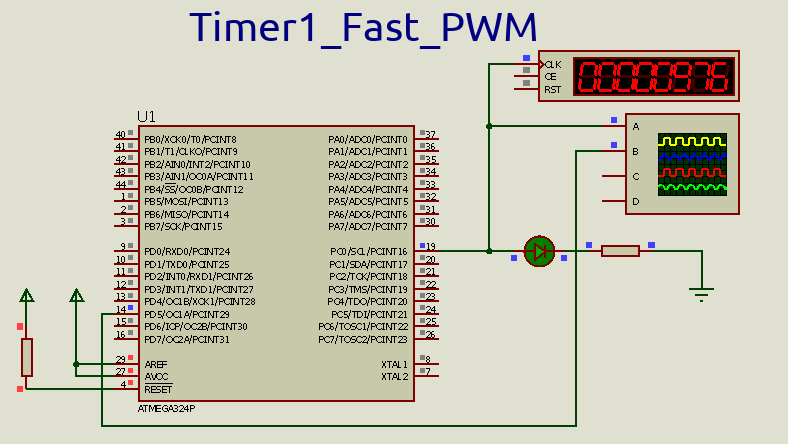 Timer1_Fast_PWM
CLK
CE
RST
0000976
U1
A
B
C
D
40 PB0/XCK0/T0/PCINT8
41 PB1/T1/CLKO/PCINT9
42 PB2/AIN0/INT2/PCINT10
43 PB3/AIN1/OC0A/PCINT11
44 PB4/SS/OC0B/PCINT12
1 PB5/MOSI/PCINT13
2 PB6/MISO/PCINT14
3 PB7/SCK/PCINT15
PA0/ADC0/PCINT0 37
PA1/ADC1/PCINT1 36
PA2/ADC2/PCINT2 35
PA3/ADC3/PCINT3 34
PA4/ADC4/PCINT4 33
PA5/ADC5/PCINT5 32
PA6/ADC6/PCINT6 31
PA7/ADC7/PCINT7 30
9 PD0/RXD0/PCINT24
10 PD1/TXD0/PCINT25
11 PD2/INT0/RXD1/PCINT26
12 PD3/INT1/TXD1/PCINT27
13 PD4/OC1B/XCK1/PCINT28
14 PD5/OC1A/PCINT29
15 PD6/ICP/OC2B/PCINT30
16 PD7/OC2A/PCINT31
PC0/SCL/PCINT16 19
PC1/SDA/PCINT17 20
PC2/TCK/PCINT18 21
PC3/TMS/PCINT19 22
PC4/TDO/PCINT20 23
PC5/TDI/PCINT21 24
PC6/TOSC1/PCINT22 25
PC7/TOSC2/PCINT23 26
29 AREF
27 AVCC
4 RESET
XTAL1 8
XTAL2 7
ATMEGA324P